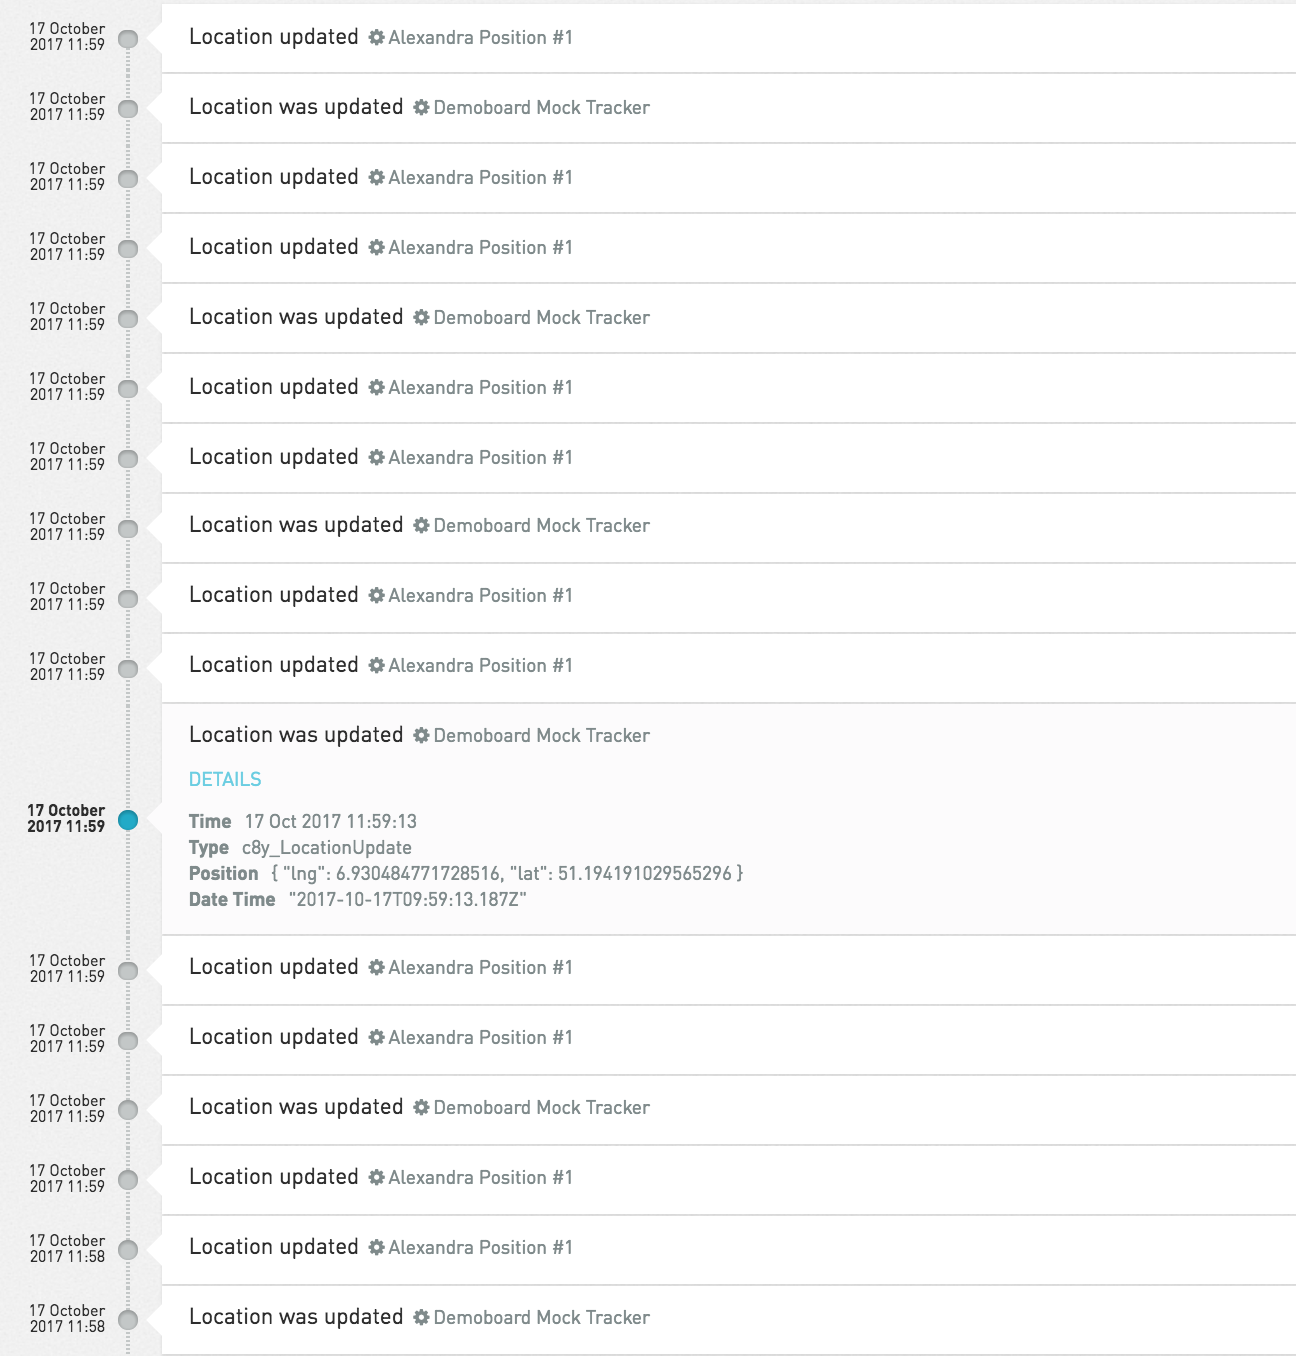 17 October
2017 11:59
Location updated Alexandra Position #1
17 October
2017 11:59
Location was updated Demoboard Mock Tracker
17 October
2017 11:59
Location updated Alexandra Position #1
17 October
2017 11:59
Location updated Alexandra Position #1
17 October
2017 11:59
Location was updated Demoboard Mock Tracker
17 October
2017 11:59
Location updated Alexandra Position #1
17 October
2017 11:59
Location updated Alexandra Position #1
17 October
2017 11:59
Location was updated Demoboard Mock Tracker
17 October
2017 11:59
Location updated Alexandra Position #1
17 October
2017 11:59
Location updated Alexandra Position #1
17 October
2017 11:59
Location was updated Demoboard Mock Tracker
DETAILS
Time 17 Oct 2017 11:59:13
Type c8y_LocationUpdate
Position { "lng": 6.930484771728516, "lat": 51.194191029565296 }
Date Time "2017-10-17T09:59:13.187Z"
17 October
2017 11:59
Location updated Alexandra Position #1
17 October
2017 11:59
Location updated Alexandra Position #1
17 October
2017 11:59
Location was updated Demoboard Mock Tracker
17 October
2017 11:59
Location updated Alexandra Position #1
17 October
2017 11:58
Location updated Alexandra Position #1
17 October
2017 11:58
Location was updated Demoboard Mock Tracker